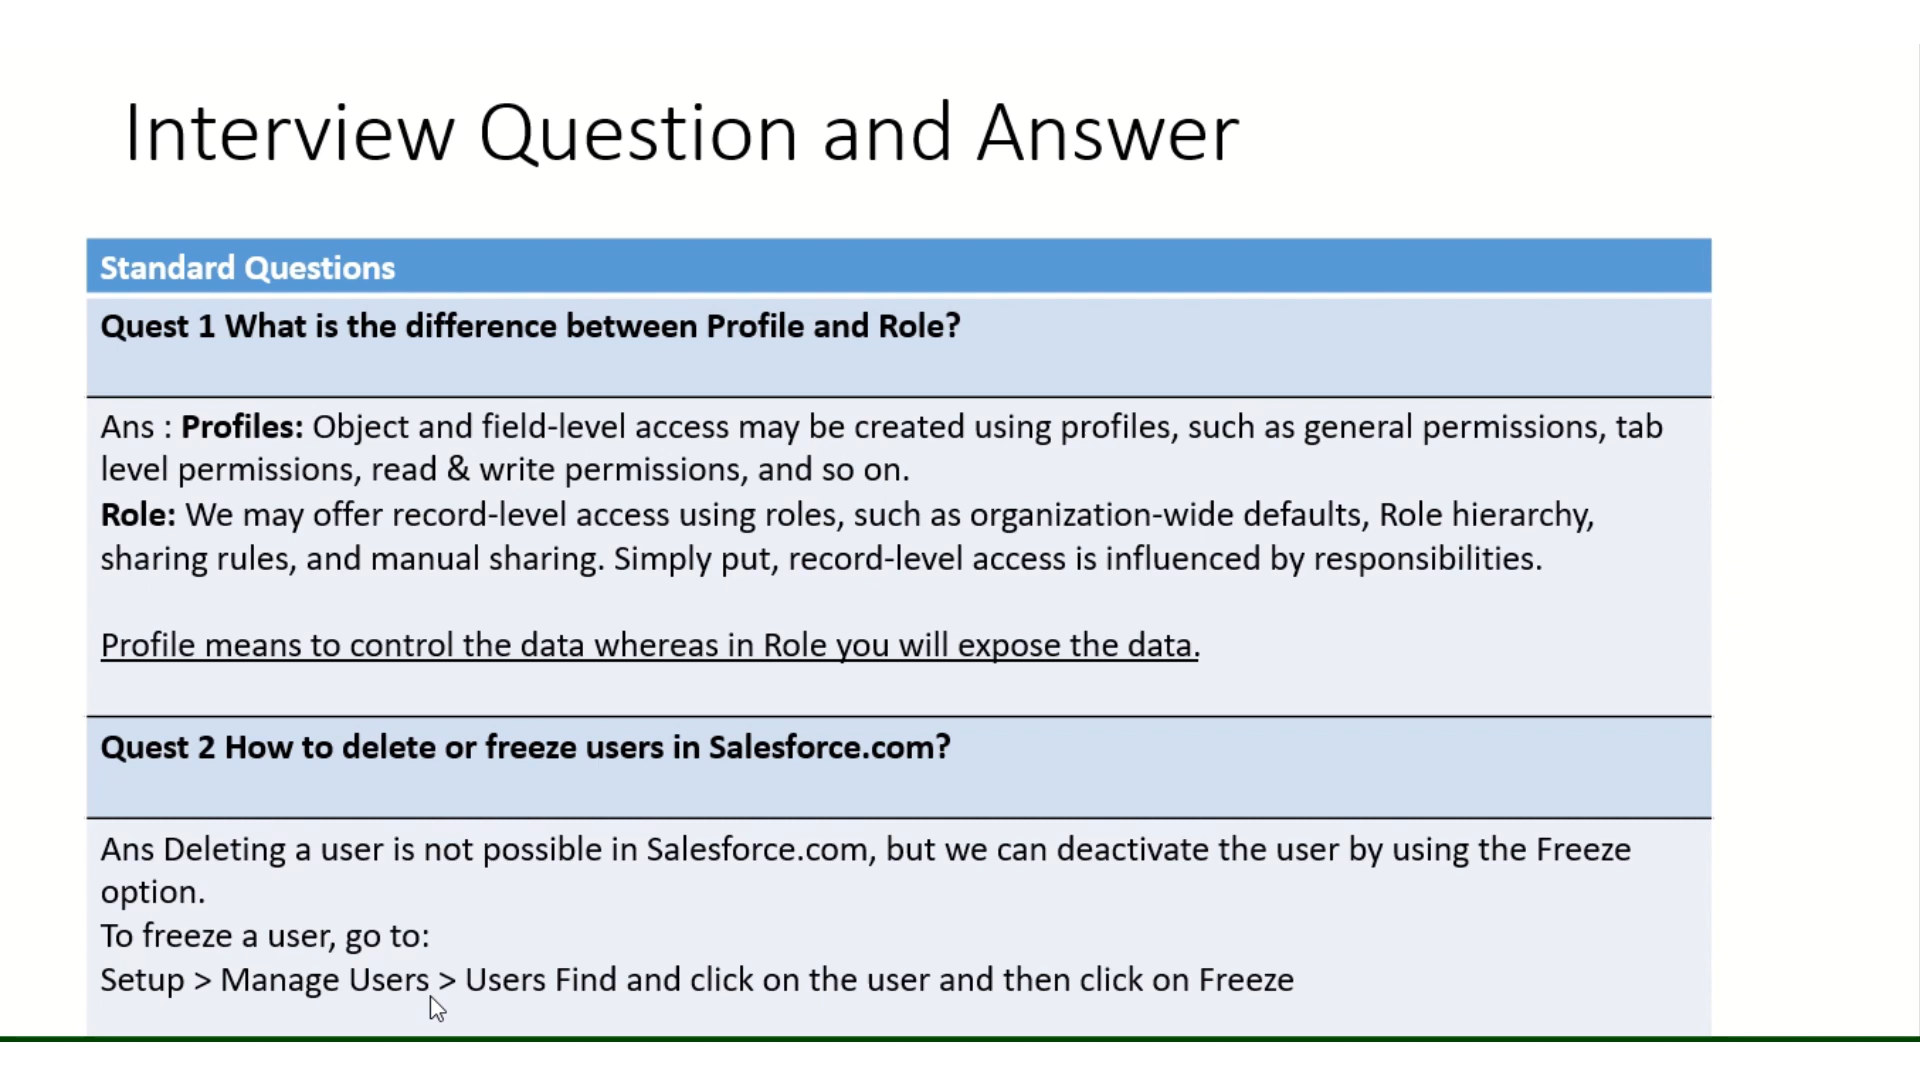 Interview Question and Answer
Standard Questions
Quest 1 What is the difference between Profile and Role?
Ans : Profiles: Object and field-level access may be created using profiles, such as general permissions, tab
level permissions, read & write permissions, and so on.
Role: We may offer record-level access using roles, such as organization-wide defaults, Role hierarchy,
sharing rules, and manual sharing. Simply put, record-level access is influenced by responsibilities.
Profile means to control the data whereas in Role you will expose the data.
Quest 2 How to delete or freeze users in Salesforce.com?
Ans Deleting a user is not possible in Salesforce.com, but we can deactivate the user by using the Freeze
option.
To freeze a user, go to:
Setup > Manage Users > Users Find and click on the user and then click on Freeze